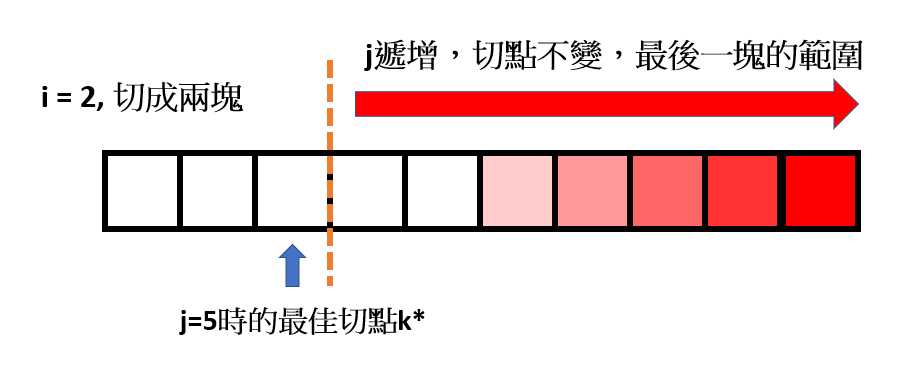 j遞增，切點不變，最後一塊的範圍
i = 2, 切成兩塊
j=5時的最佳切點k*